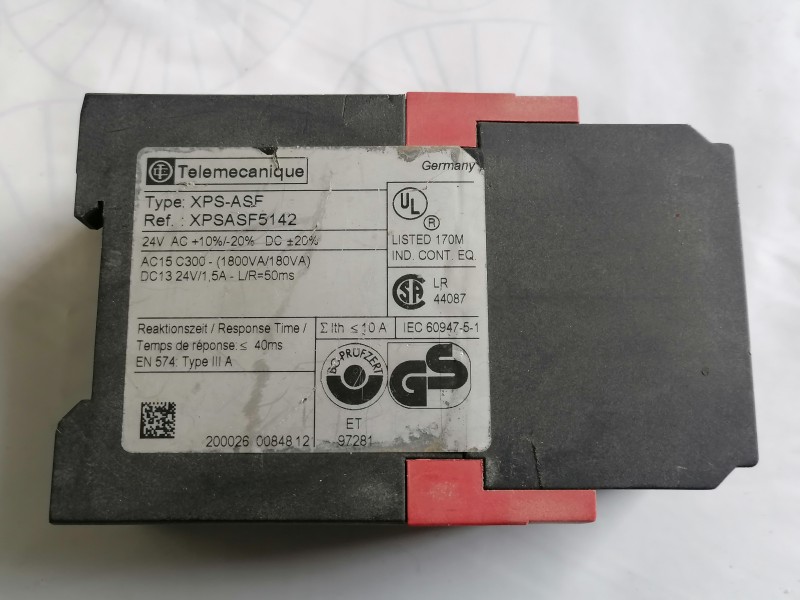 Telemecanique
Germany
Type: XPS-ASF
Ref. : XPSASF5142
24V AC +10%/-20% DC ±20%
AC15 C300 - (1800VA/180VA)
DC13 24V/1,5A - L/R=50ms
UL
®
LISTED 170M
IND. CONT. EQ.
SA
LR
44087
Reaktionszeit / Response Time /
Temps de réponse ≤ 40ms
EN 574: Type III A
Σ Ith ≤ 10 A
IEC 60947-5-1
BG-PRÜFZERT
GS
ET
97281
200026 00848 12